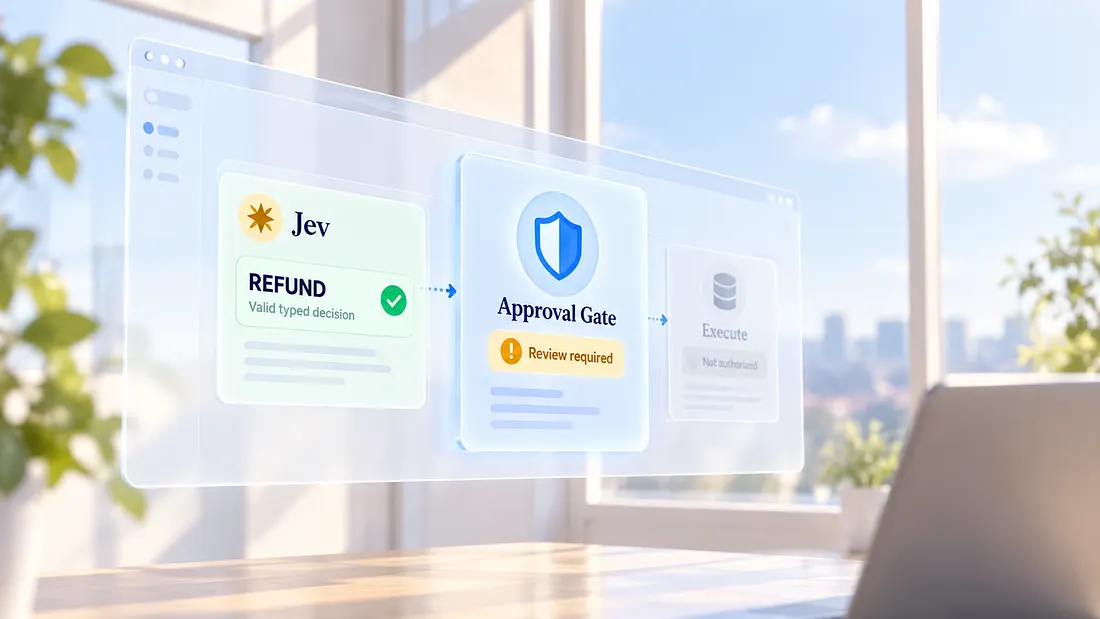 Jev
REFUND
Valid typed decision
Approval Gate
Review required
Execute
Not authorized